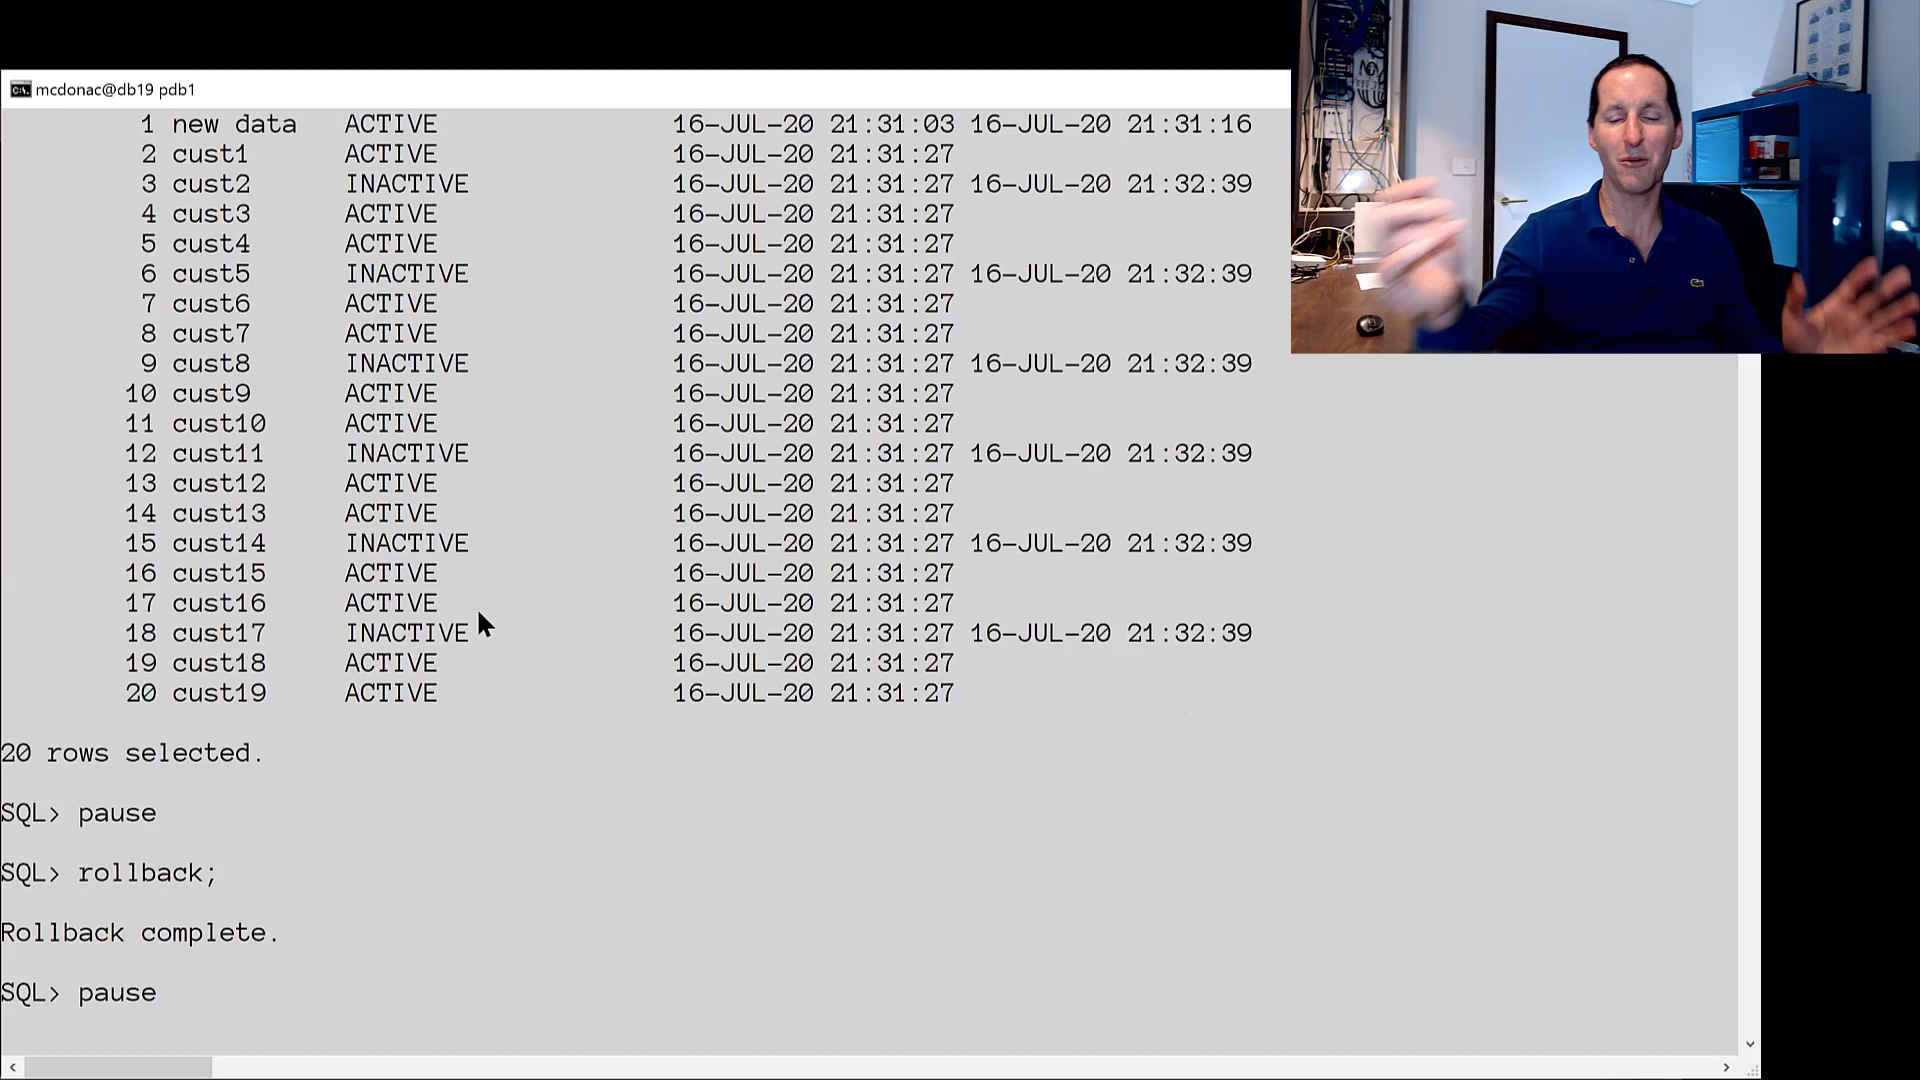 mcdonac@db19 pdb1
1 new data ACTIVE 16-JUL-20 21:31:03 16-JUL-20 21:31:16
2 cust1 ACTIVE 16-JUL-20 21:31:27
3 cust2 INACTIVE 16-JUL-20 21:31:27 16-JUL-20 21:32:39
4 cust3 ACTIVE 16-JUL-20 21:31:27
5 cust4 ACTIVE 16-JUL-20 21:31:27
6 cust5 INACTIVE 16-JUL-20 21:31:27 16-JUL-20 21:32:39
7 cust6 ACTIVE 16-JUL-20 21:31:27
8 cust7 ACTIVE 16-JUL-20 21:31:27
9 cust8 INACTIVE 16-JUL-20 21:31:27 16-JUL-20 21:32:39
10 cust9 ACTIVE 16-JUL-20 21:31:27
11 cust10 ACTIVE 16-JUL-20 21:31:27
12 cust11 INACTIVE 16-JUL-20 21:31:27 16-JUL-20 21:32:39
13 cust12 ACTIVE 16-JUL-20 21:31:27
14 cust13 ACTIVE 16-JUL-20 21:31:27
15 cust14 INACTIVE 16-JUL-20 21:31:27 16-JUL-20 21:32:39
16 cust15 ACTIVE 16-JUL-20 21:31:27
17 cust16 ACTIVE 16-JUL-20 21:31:27
18 cust17 INACTIVE 16-JUL-20 21:31:27 16-JUL-20 21:32:39
19 cust18 ACTIVE 16-JUL-20 21:31:27
20 cust19 ACTIVE 16-JUL-20 21:31:27
20 rows selected.
SQL> pause
SQL> rollback;
Rollback complete.
SQL> pause